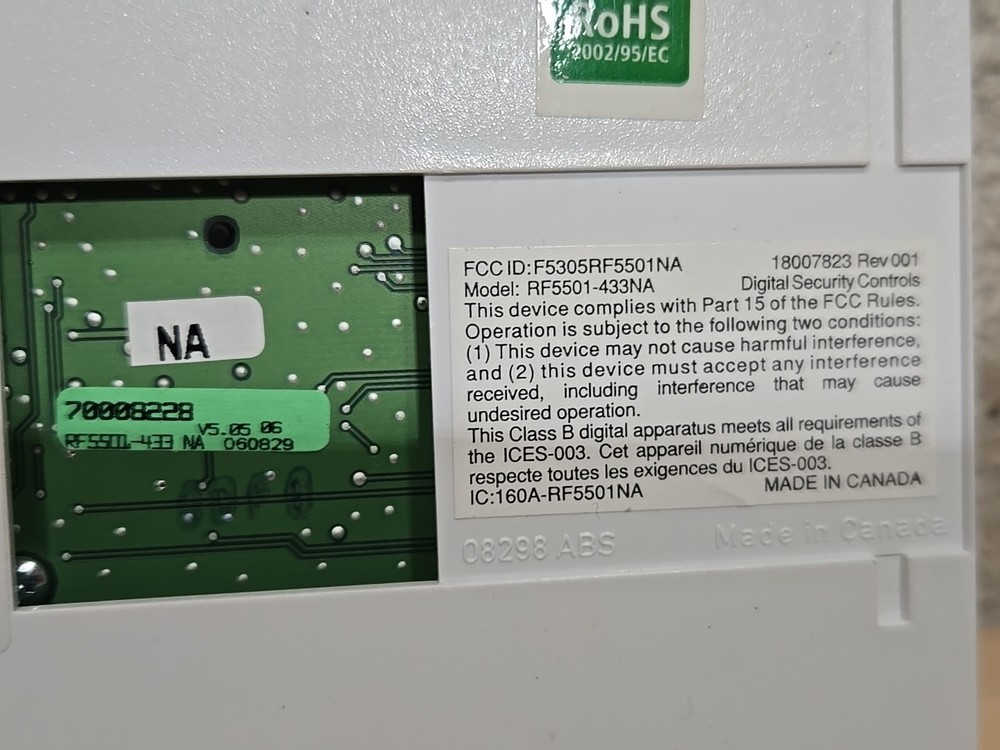 RoHS
2002/95/EC
NA
70008228
V5.05 06
RF5501-433 NA 060829
FCC ID:F5305RF5501NA 18007823 Rev 001
Model: RF5501-433NA Digital Security Controls
This device complies with Part 15 of the FCC Rules.
Operation is subject to the following two conditions:
(1) This device may not cause harmful interference,
and (2) this device must accept any interference
received, including interference that may cause
undesired operation.
This Class B digital apparatus meets all requirements of
the ICES-003. Cet appareil numérique de la classe B
respecte toutes les exigences du ICES-003.
IC:160A-RF5501NA MADE IN CANADA
08298 ABS Made in Canada